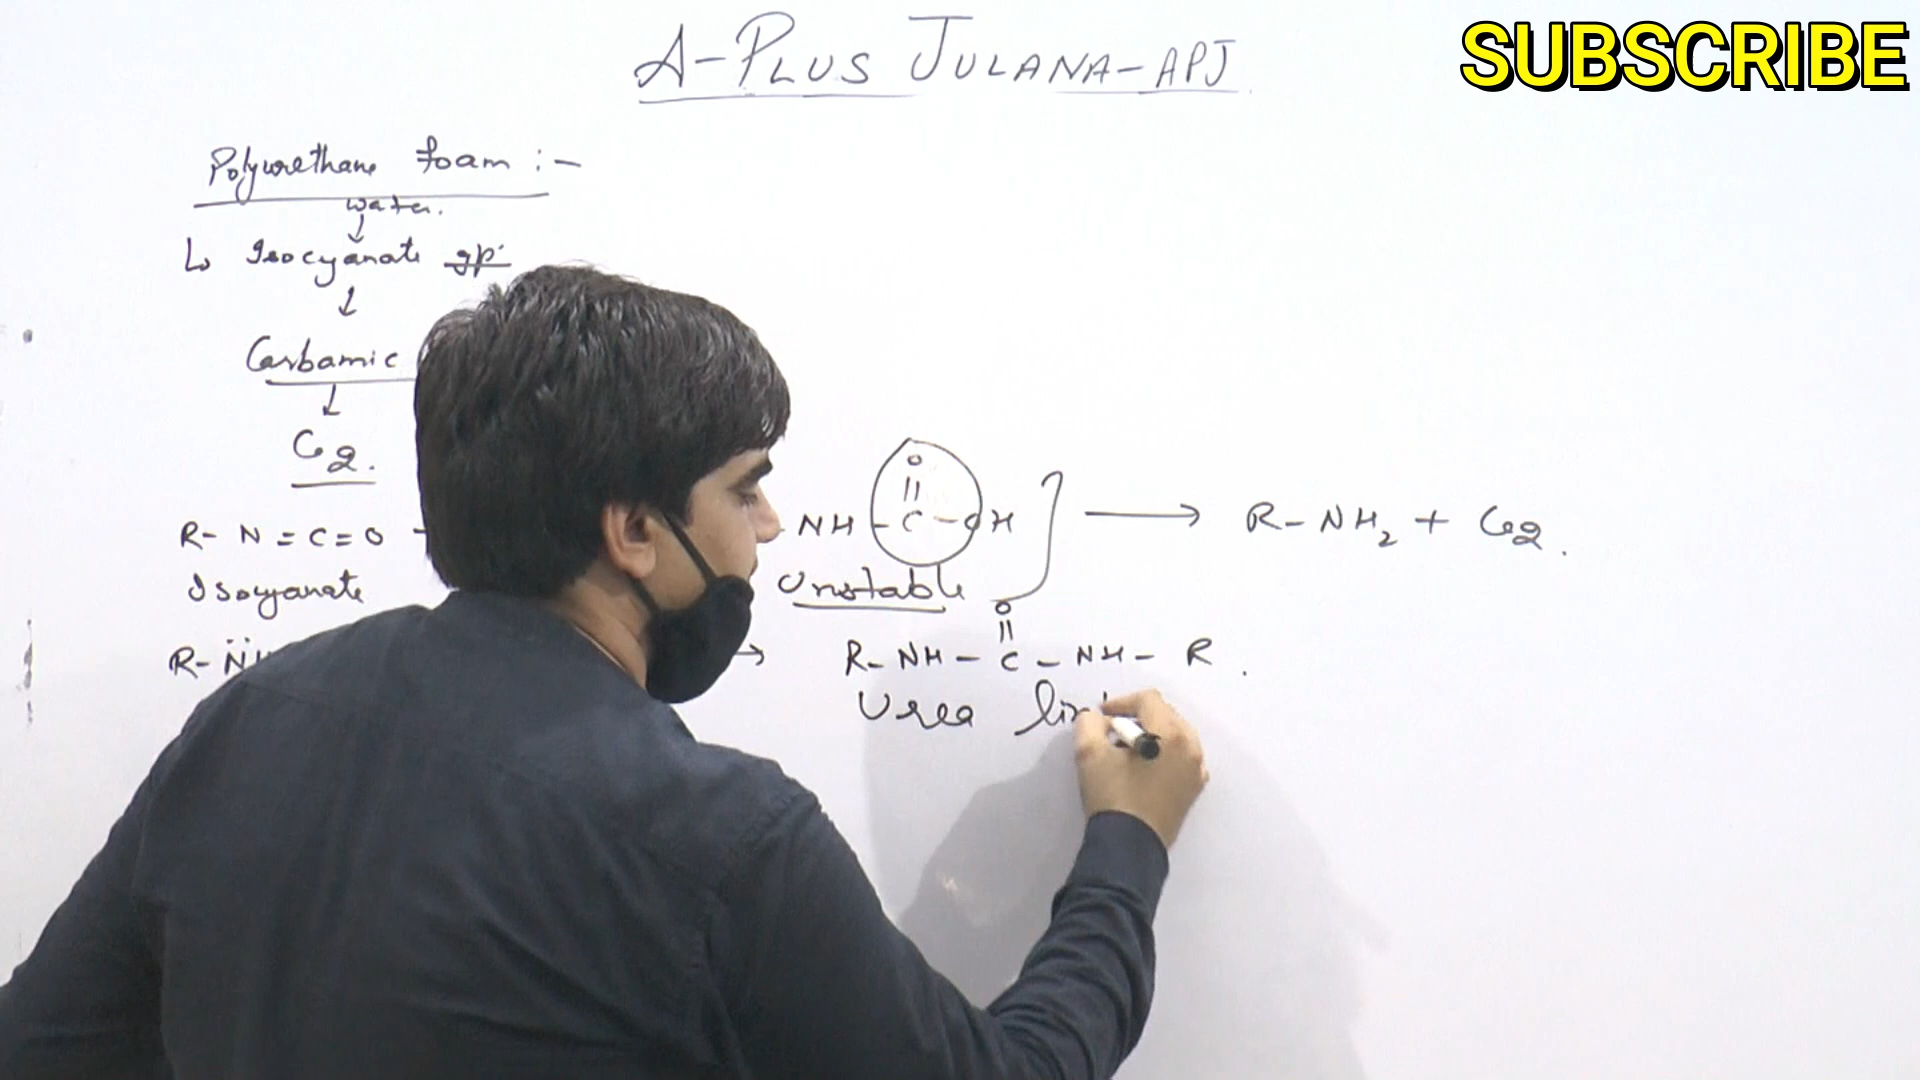 SUBSCRIBE
A-PLUS JULANA-APJ
Polyurethane foam :-
water.
↓
↳ Isocyanate gp.
↓
Carbamic
↓
CO2.
O
||
R- N = C = O NH - C - OH ] → R- NH2 + CO2.
Isocyanate Unstable
O
||
R- N̈H → R- NH - C - NH - R .
Urea lin